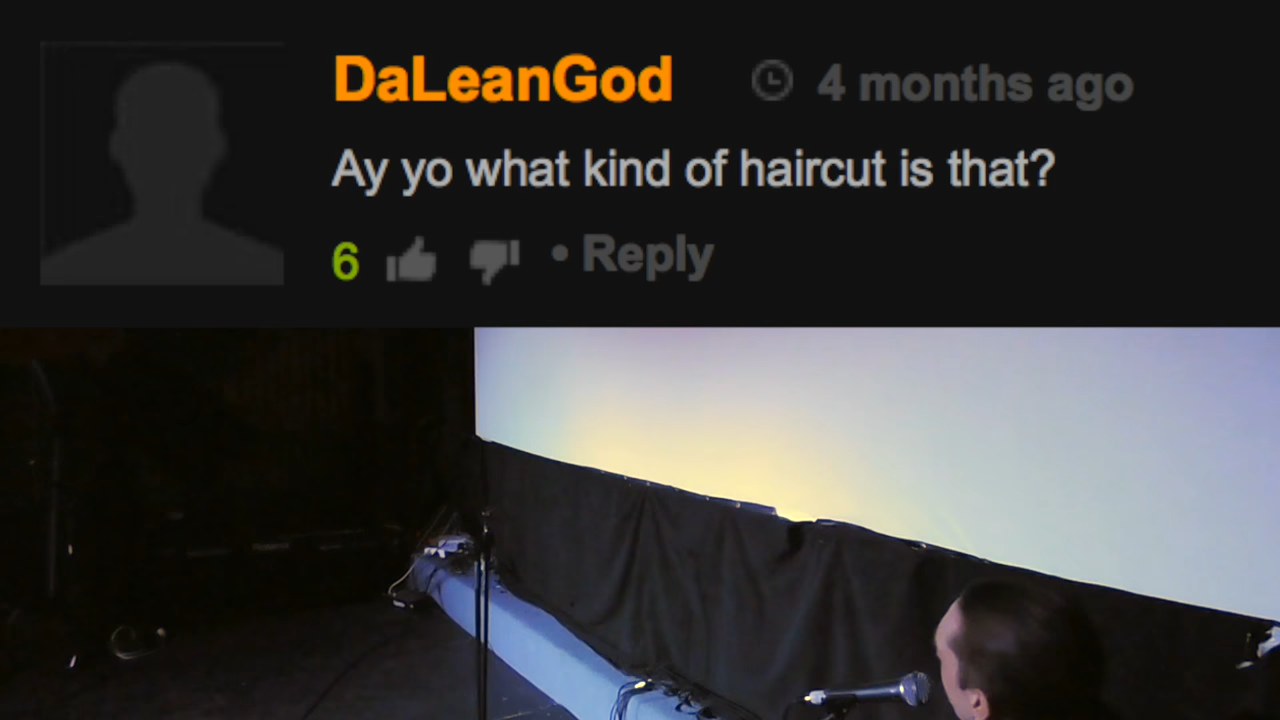 DaLeanGod 4 months ago
Ay yo what kind of haircut is that?
6 • Reply